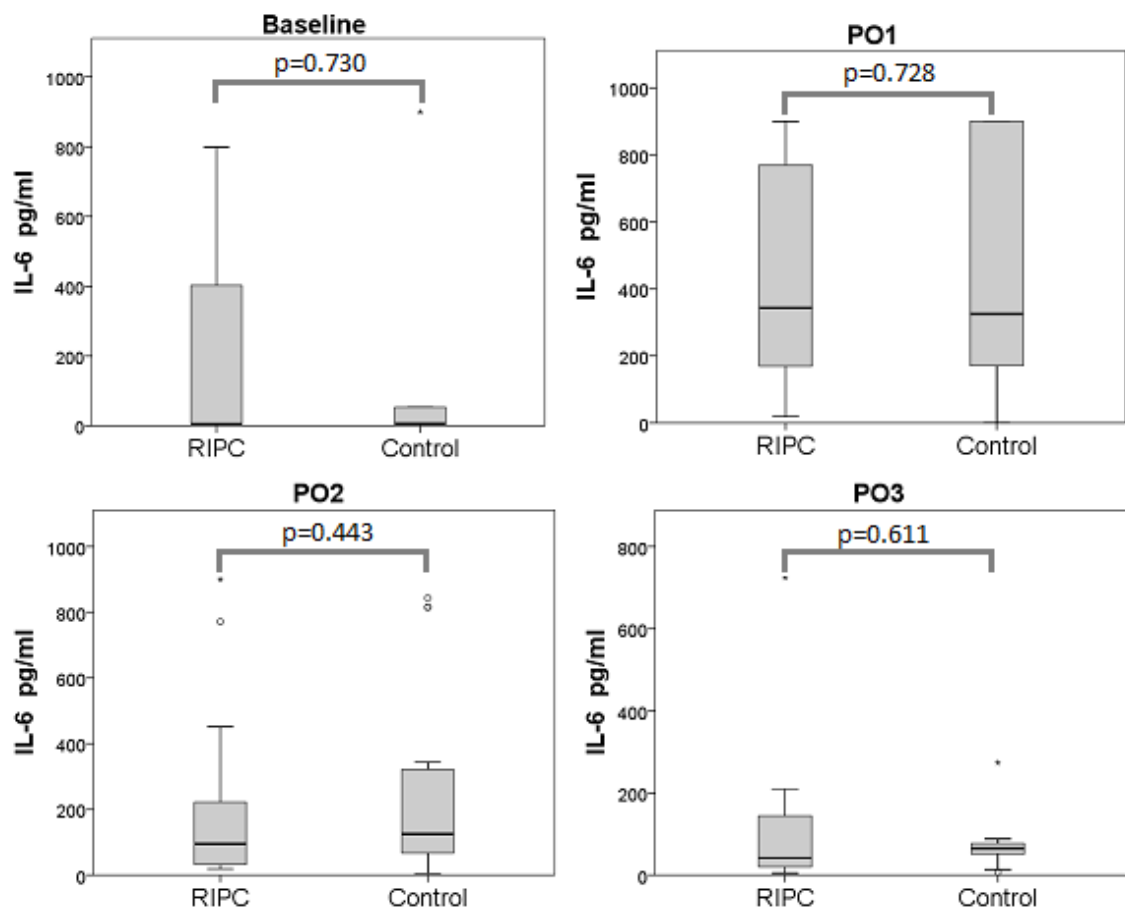 Baseline
p=0.730
IL-6 pg/ml
1000
800
600
400
200
0
RIPC Control
PO1
p=0.728
IL-6 pg/ml
1000
800
600
400
200
0
RIPC Control
PO2
p=0.443
IL-6 pg/ml
1000
800
600
400
200
0
RIPC Control
PO3
p=0.611
IL-6 pg/ml
800
600
400
200
0
RIPC Control